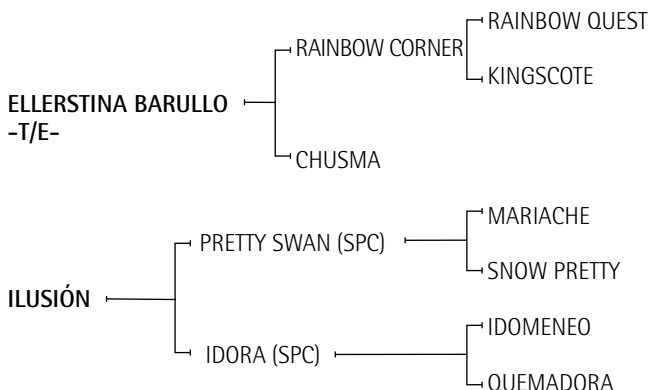 RAINBOW QUEST
RAINBOW CORNER
KINGSCOTE
ELLERSTINA BARULLO
-T/E-
CHUSMA
MARIACHE
PRETTY SWAN (SPC)
SNOW PRETTY
ILUSIÓN
IDOMENEO
IDORA (SPC)
QUEMADORA